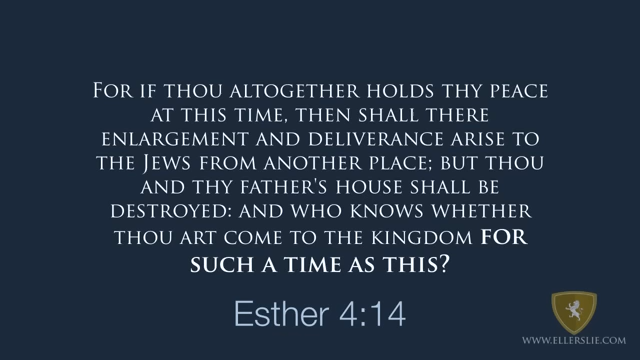 For if thou altogether holds thy peace
at this time, then shall there
enlargement and deliverance arise to
the Jews from another place; but thou
and thy father's house shall be
destroyed: and who knows whether
thou art come to the kingdom for
such a time as this?
Esther 4:14
www.ellerslie.com